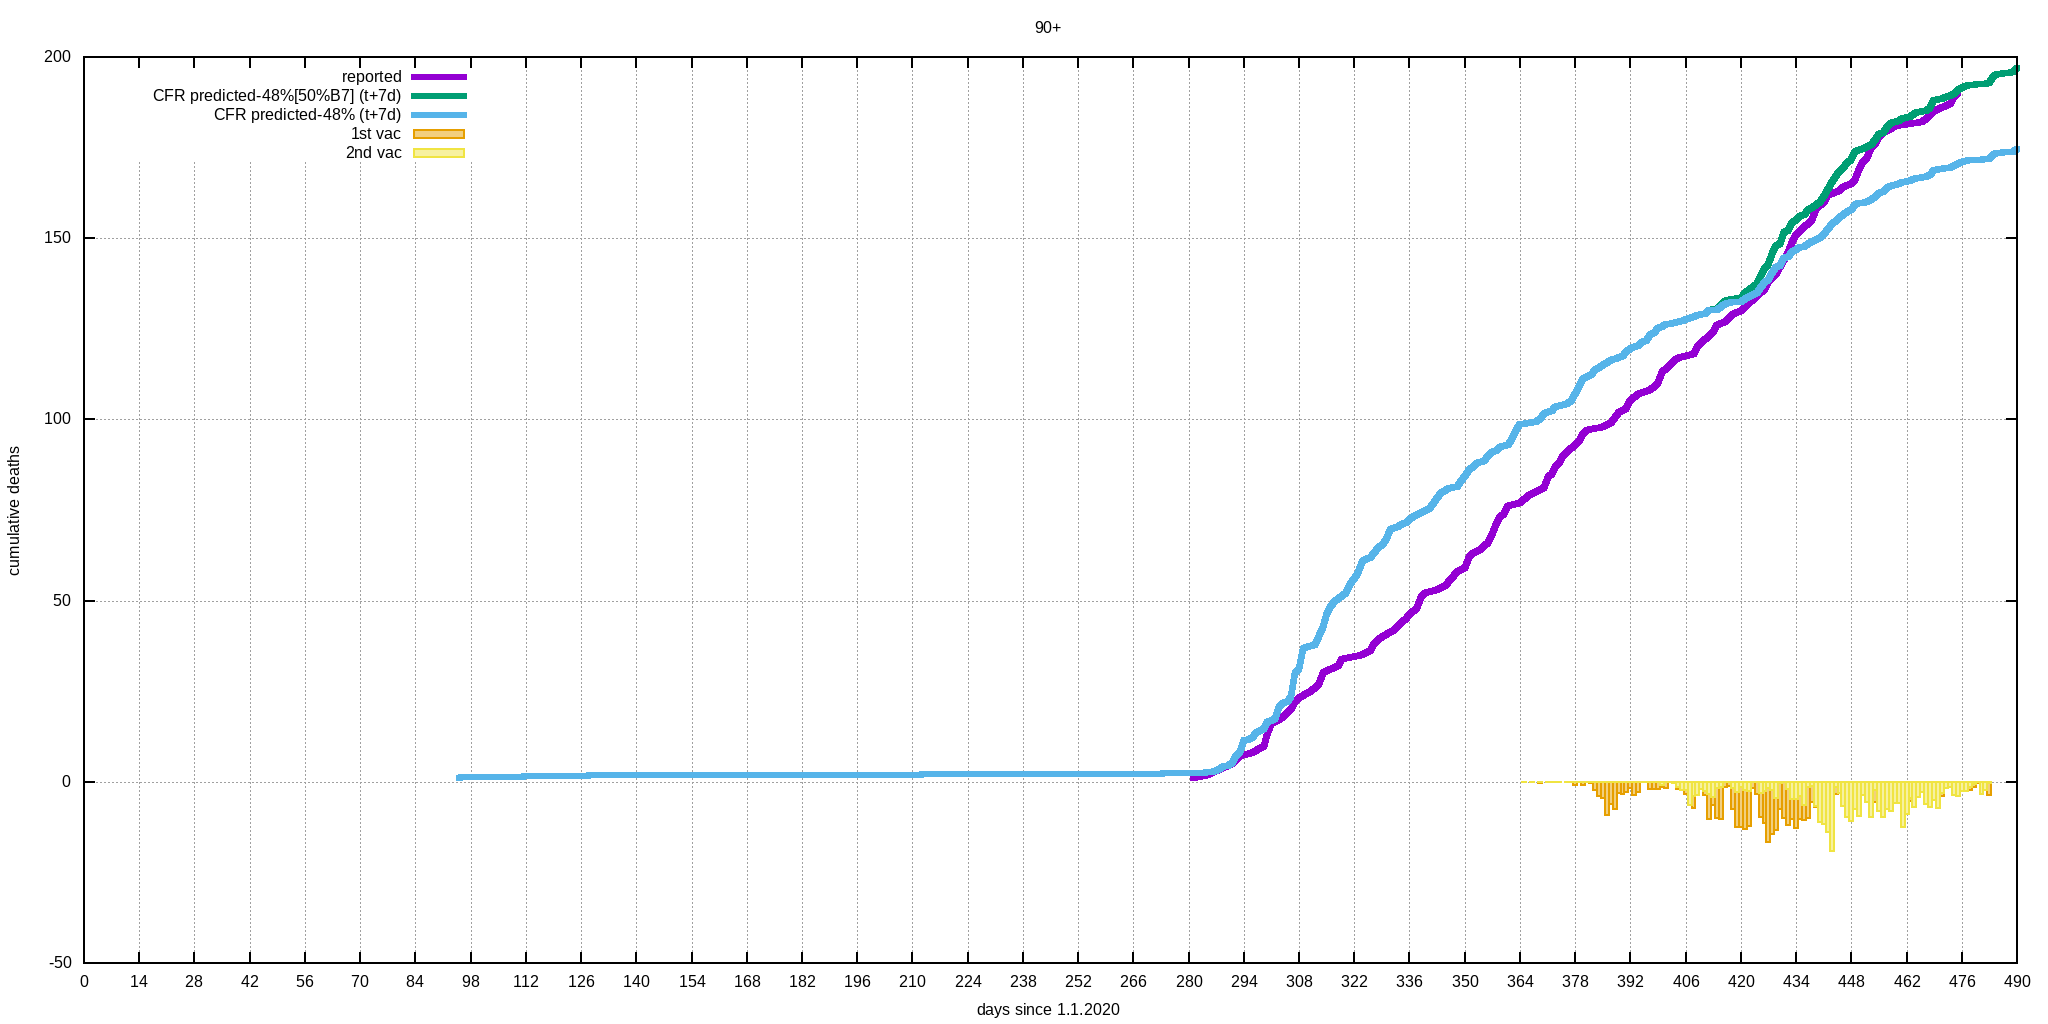 90+
200
150
100
50
0
-50
cumulative deaths
reported
CFR predicted-48%[50%B7] (t+7d)
CFR predicted-48% (t+7d)
1st vac
2nd vac
0 14 28 42 56 70 84 98 112 126 140 154 168 182 196 210 224 238 252 266 280 294 308 322 336 350 364 378 392 406 420 434 448 462 476 490
days since 1.1.2020